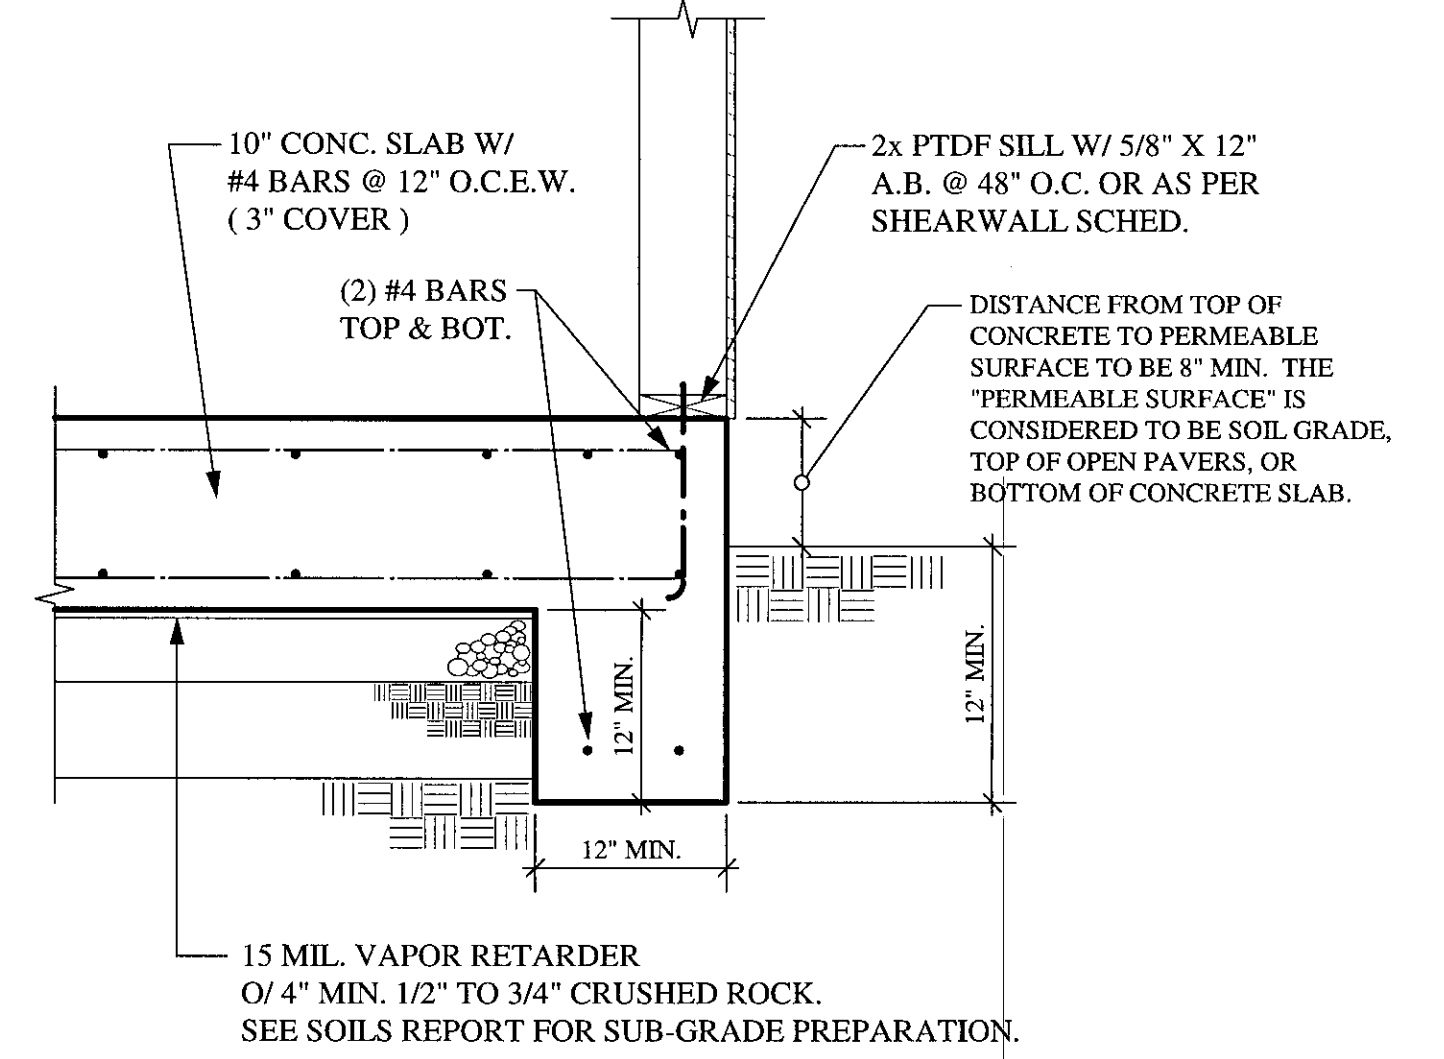 10" CONC. SLAB W/
#4 BARS @ 12" O.C.E.W.
( 3" COVER )
2x PTDF SILL W/ 5/8" X 12"
A.B. @ 48" O.C. OR AS PER
SHEARWALL SCHED.
(2) #4 BARS
TOP & BOT.
DISTANCE FROM TOP OF
CONCRETE TO PERMEABLE
SURFACE TO BE 8" MIN. THE
"PERMEABLE SURFACE" IS
CONSIDERED TO BE SOIL GRADE,
TOP OF OPEN PAVERS, OR
BOTTOM OF CONCRETE SLAB.
12" MIN.
12" MIN.
12" MIN.
15 MIL. VAPOR RETARDER
O/ 4" MIN. 1/2" TO 3/4" CRUSHED ROCK.
SEE SOILS REPORT FOR SUB-GRADE PREPARATION.